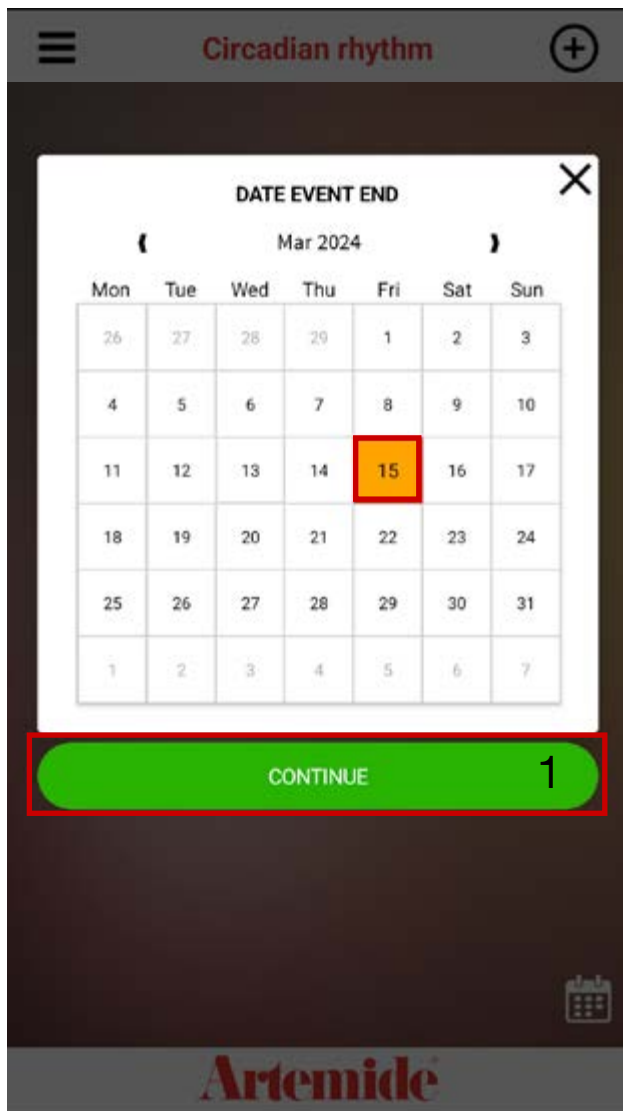 Circadian rhythm
DATE EVENT END
Mar 2024
Mon Tue Wed Thu Fri Sat Sun
26 27 28 29 1 2 3
4 5 6 7 8 9 10
11 12 13 14 15 16 17
18 19 20 21 22 23 24
25 26 27 28 29 30 31
1 2 3 4 5 6 7
CONTINUE 1
Artemide